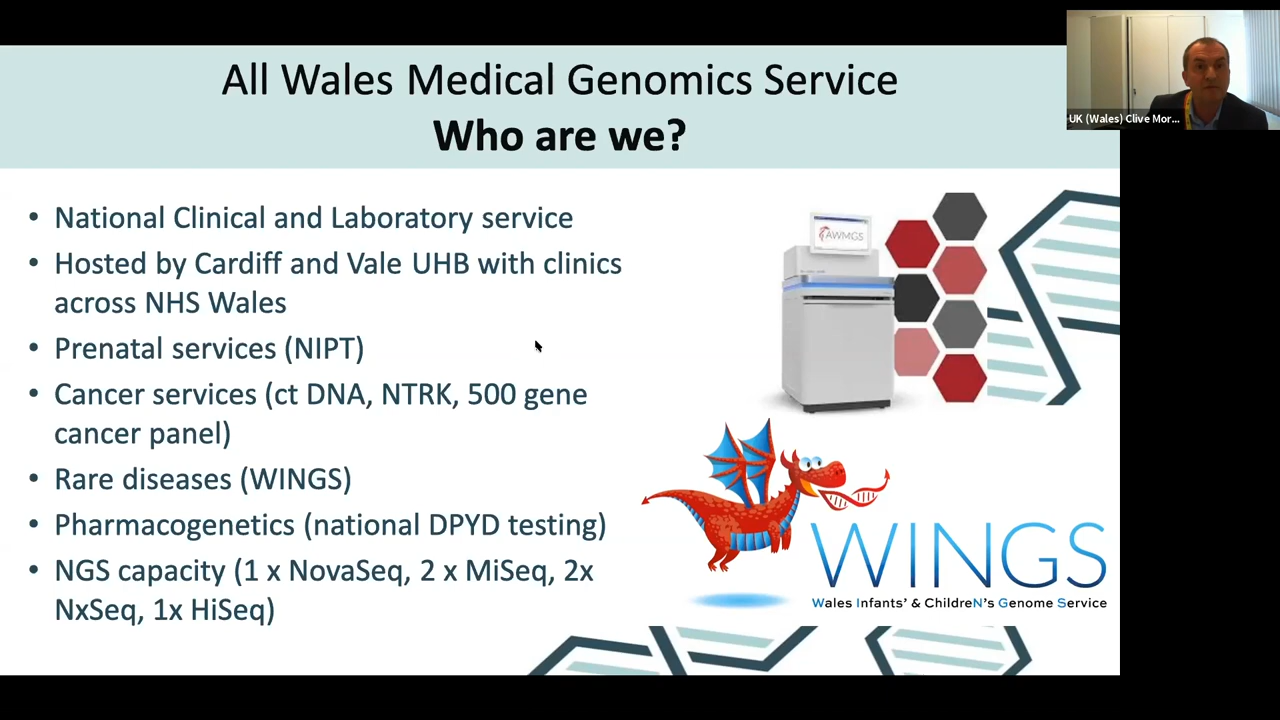 All Wales Medical Genomics Service
Who are we?
UK (Wales) Clive Mor...
• National Clinical and Laboratory service
• Hosted by Cardiff and Vale UHB with clinics
across NHS Wales
• Prenatal services (NIPT)
• Cancer services (ct DNA, NTRK, 500 gene
cancer panel)
• Rare diseases (WINGS)
• Pharmacogenetics (national DPYD testing)
• NGS capacity (1 x NovaSeq, 2 x MiSeq, 2x
NxSeq, 1x HiSeq)
AWMGS
WINGS
Wales Infants' & ChildreN's Genome Service